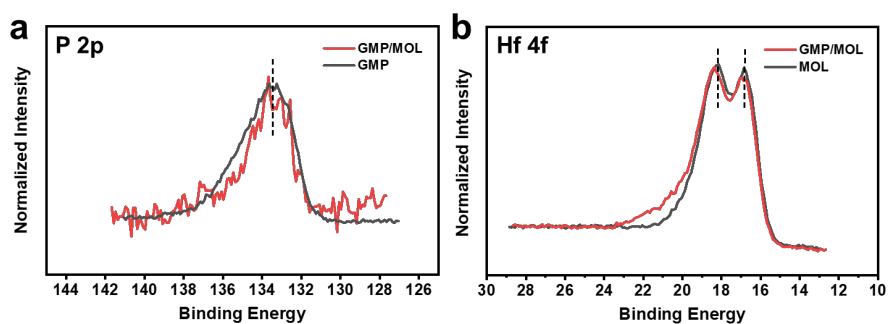 a
P 2p
GMP/MOL
GMP
Normalized Intensity
144 142 140 138 136 134 132 130 128 126
Binding Energy
b
Hf 4f
GMP/MOL
MOL
Normalized Intensity
30 28 26 24 22 20 18 16 14 12 10
Binding Energy